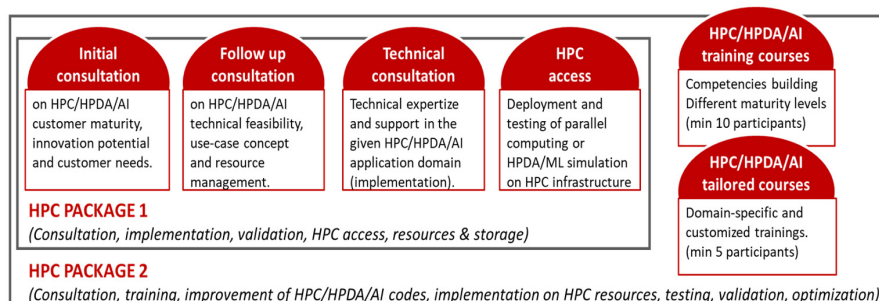 Initial
consultation
on HPC/HPDA/AI
customer maturity,
innovation potential
and customer needs.
Follow up
consultation
on HPC/HPDA/AI
technical feasibility,
use-case concept
and resource
management.
Technical
consultation
Technical expertize
and support in the
given HPC/HPDA/AI
application domain
(implementation).
HPC
access
Deployment and
testing of parallel
computing or
HPDA/ML simulation
on HPC infrastructure
HPC/HPDA/AI
training courses
Competencies building
Different maturity levels
(min 10 participants)
HPC/HPDA/AI
tailored courses
Domain-specific and
customized trainings.
(min 5 participants)
HPC PACKAGE 1
(Consultation, implementation, validation, HPC access, resources & storage)
HPC PACKAGE 2
(Consultation, training, improvement of HPC/HPDA/AI codes, implementation on HPC resources, testing, validation, optimization)